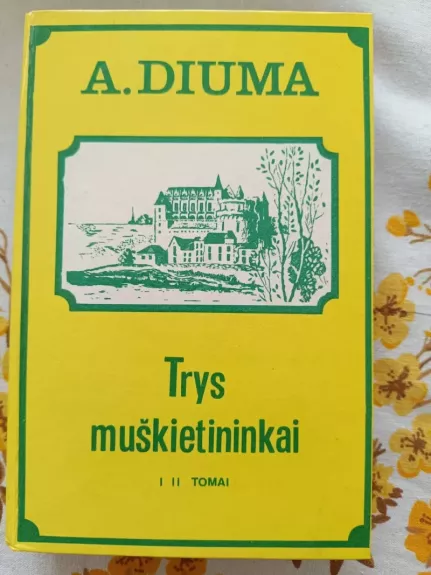 A. DIUMA
Trys
muškietininkai
I II TOMAI